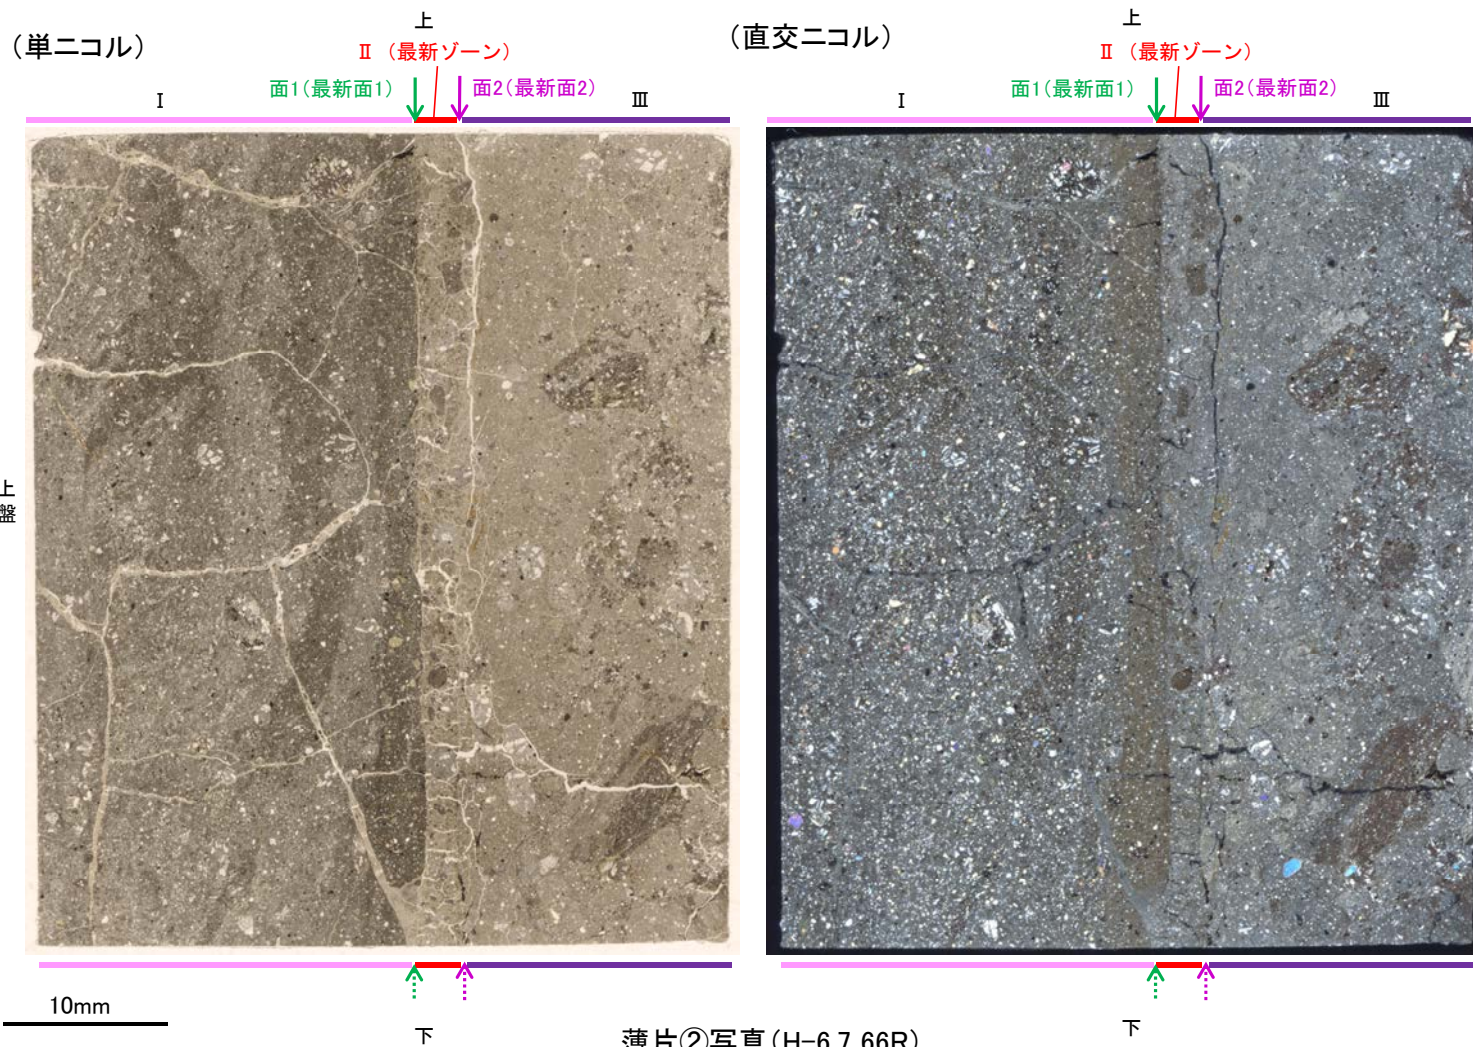 (単ニコル)
上
Ⅱ (最新ゾーン)
面1(最新面1)
面2(最新面2)
Ⅰ
Ⅲ
(直交ニコル)
上
Ⅱ (最新ゾーン)
面1(最新面1)
面2(最新面2)
Ⅰ
Ⅲ
上
盤
10mm
下
下
薄片②写真(H-6.7.66R)